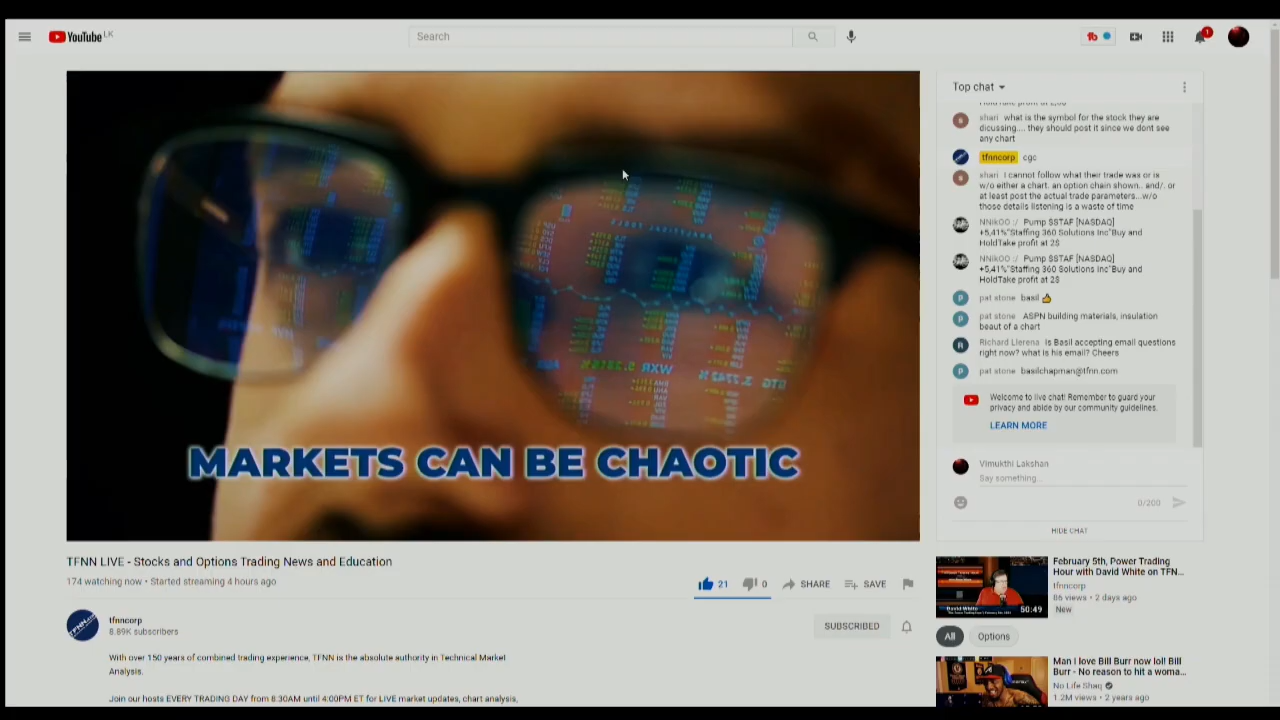 YouTube LK
Search
1
MARKETS CAN BE CHAOTIC
TFNN LIVE - Stocks and Options Trading News and Education
174 watching now • Started streaming 4 hours ago
21
0
SHARE
SAVE
tfnncorp
8.89K subscribers
SUBSCRIBED
With over 150 years of combined trading experience, TFNN is the absolute authority in Technical Market
Analysis.
Join our hosts EVERY TRADING DAY from 8:30AM until 4:00PM ET for LIVE market updates, chart analysis,
Top chat
shari what is the symbol for the stock they are
dicussing.... they should post it since we dont see
any chart
tfnncorp cgc
shari I cannot follow what their trade was or is
w/o either a chart. an option chain shown.. and/. or
at least post the actual trade parameters...w/o
those details listening is a waste of time
NNikOO :/ Pump $STAF [NASDAQ]
+5,41%"Staffing 360 Solutions Inc"Buy and
HoldTake profit at 2$
NNikOO :/ Pump $STAF [NASDAQ]
+5,41%"Staffing 360 Solutions Inc"Buy and
HoldTake profit at 2$
pat stone basil 👍
pat stone ASPN building materials, insulation
beaut of a chart
Richard Llerena Is Basil accepting email questions
right now? what is his email? Cheers
pat stone basilchapman@tfnn.com
Welcome to live chat! Remember to guard your
privacy and abide by our community guidelines.
LEARN MORE
Vimukthi Lakshan
Say something...
0/200
HIDE CHAT
February 5th, Power Trading
Hour with David White on TFN...
tfnncorp
86 views • 2 days ago
New
David White
50:49
All
Options
Man I love Bill Burr now lol! Bill
Burr - No reason to hit a woma...
No Life Shaq
1.2M views • 2 years ago